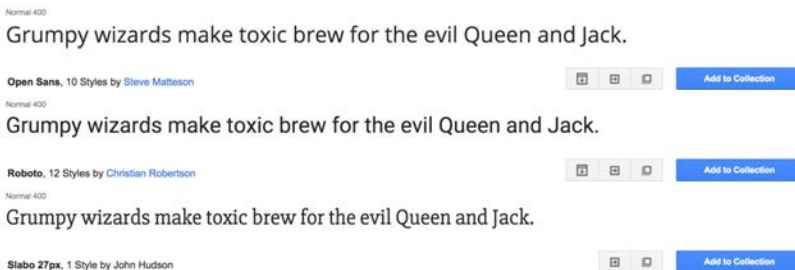 Normal 400
Grumpy wizards make toxic brew for the evil Queen and Jack.
Open Sans, 10 Styles by Steve Matteson Add to Collection
Normal 400
Grumpy wizards make toxic brew for the evil Queen and Jack.
Roboto, 12 Styles by Christian Robertson Add to Collection
Normal 400
Grumpy wizards make toxic brew for the evil Queen and Jack.
Slabo 27px, 1 Style by John Hudson Add to Collection